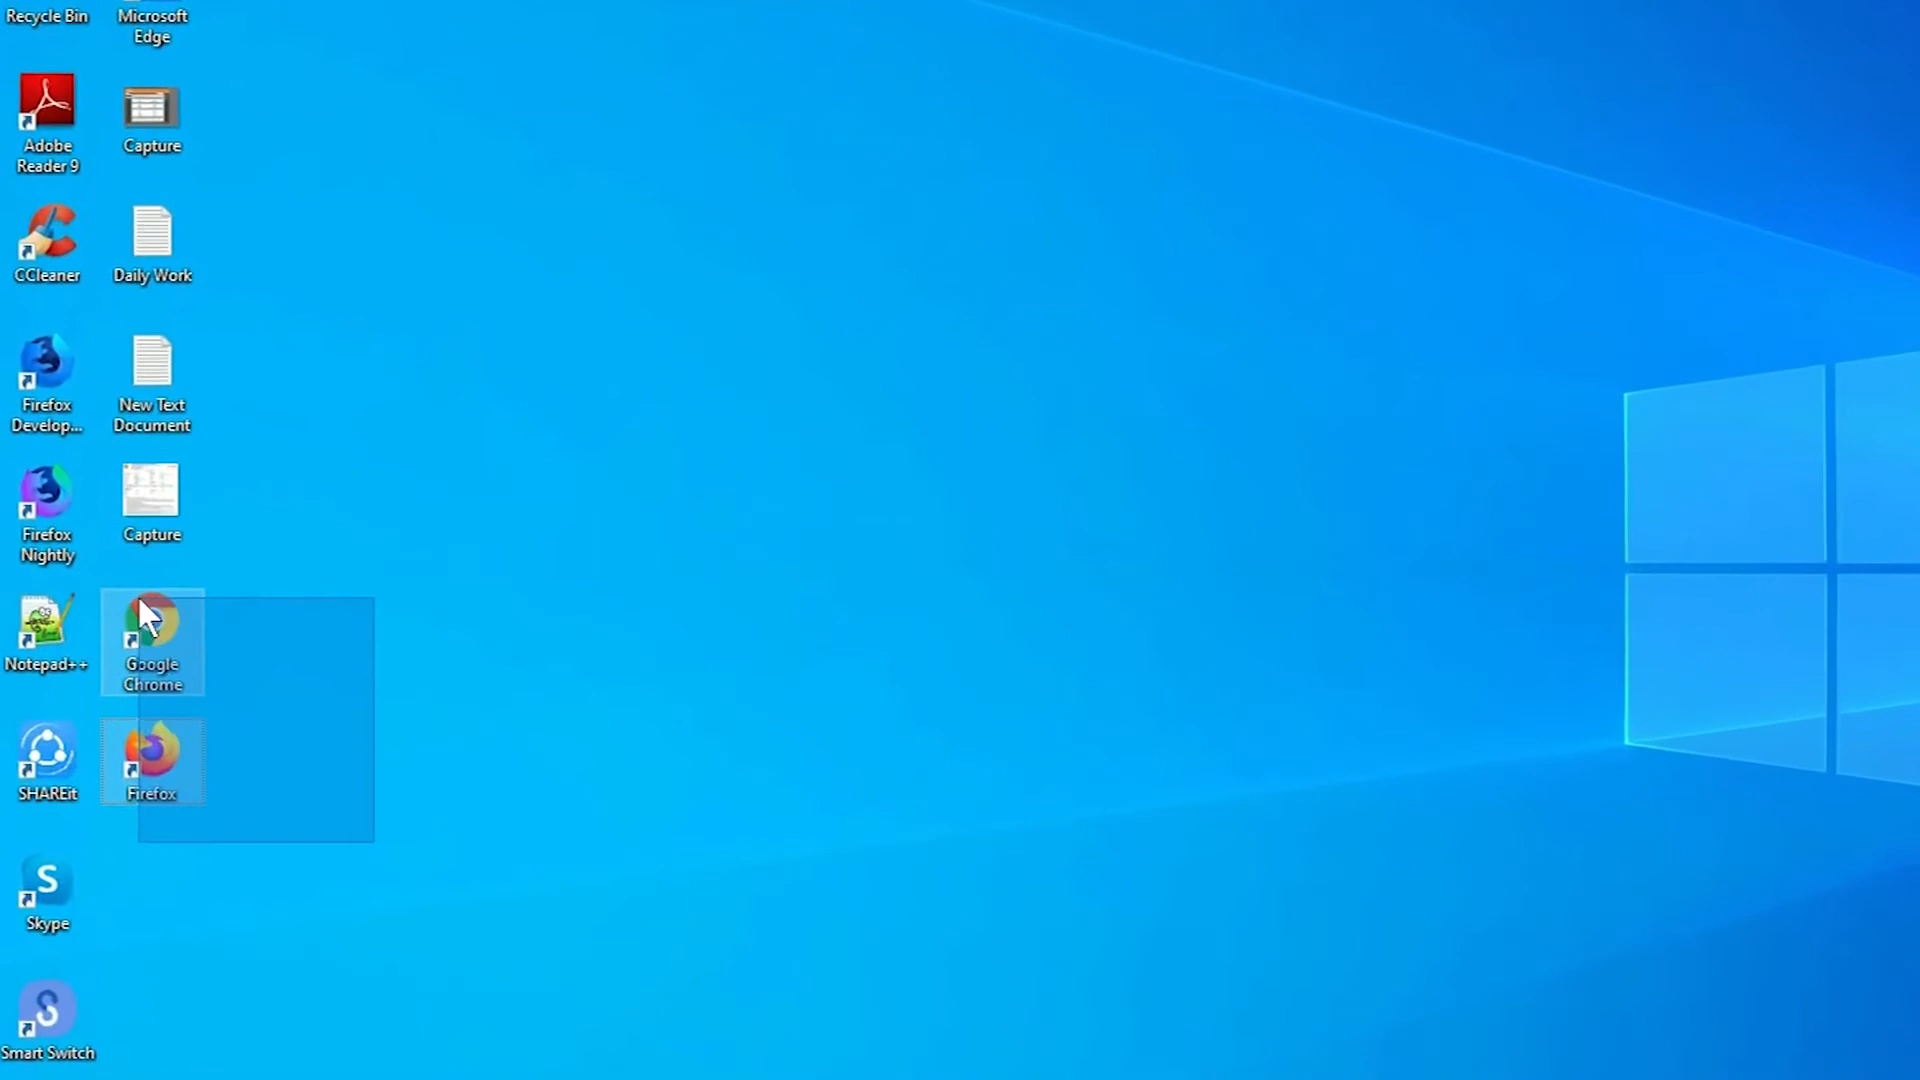 Recycle Bin
Microsoft
Edge
Adobe
Reader 9
Capture
CCleaner
Daily Work
Firefox
Develop...
New Text
Document
Firefox
Nightly
Capture
Notepad++
Google
Chrome
SHAREit
Firefox
S
Skype
S
Smart Switch